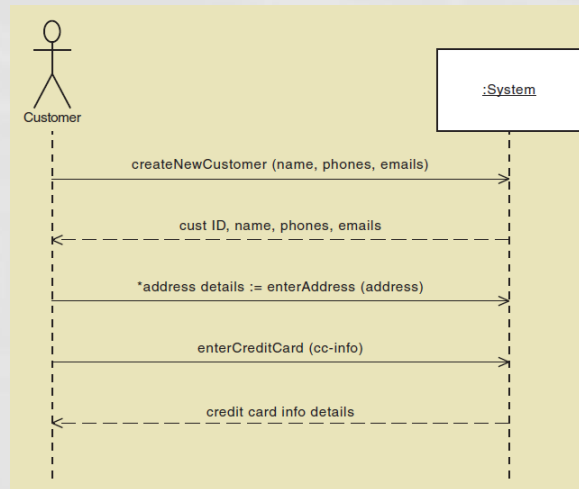 :System
Customer
createNewCustomer (name, phones, emails)
cust ID, name, phones, emails
*address details := enterAddress (address)
enterCreditCard (cc-info)
credit card info details